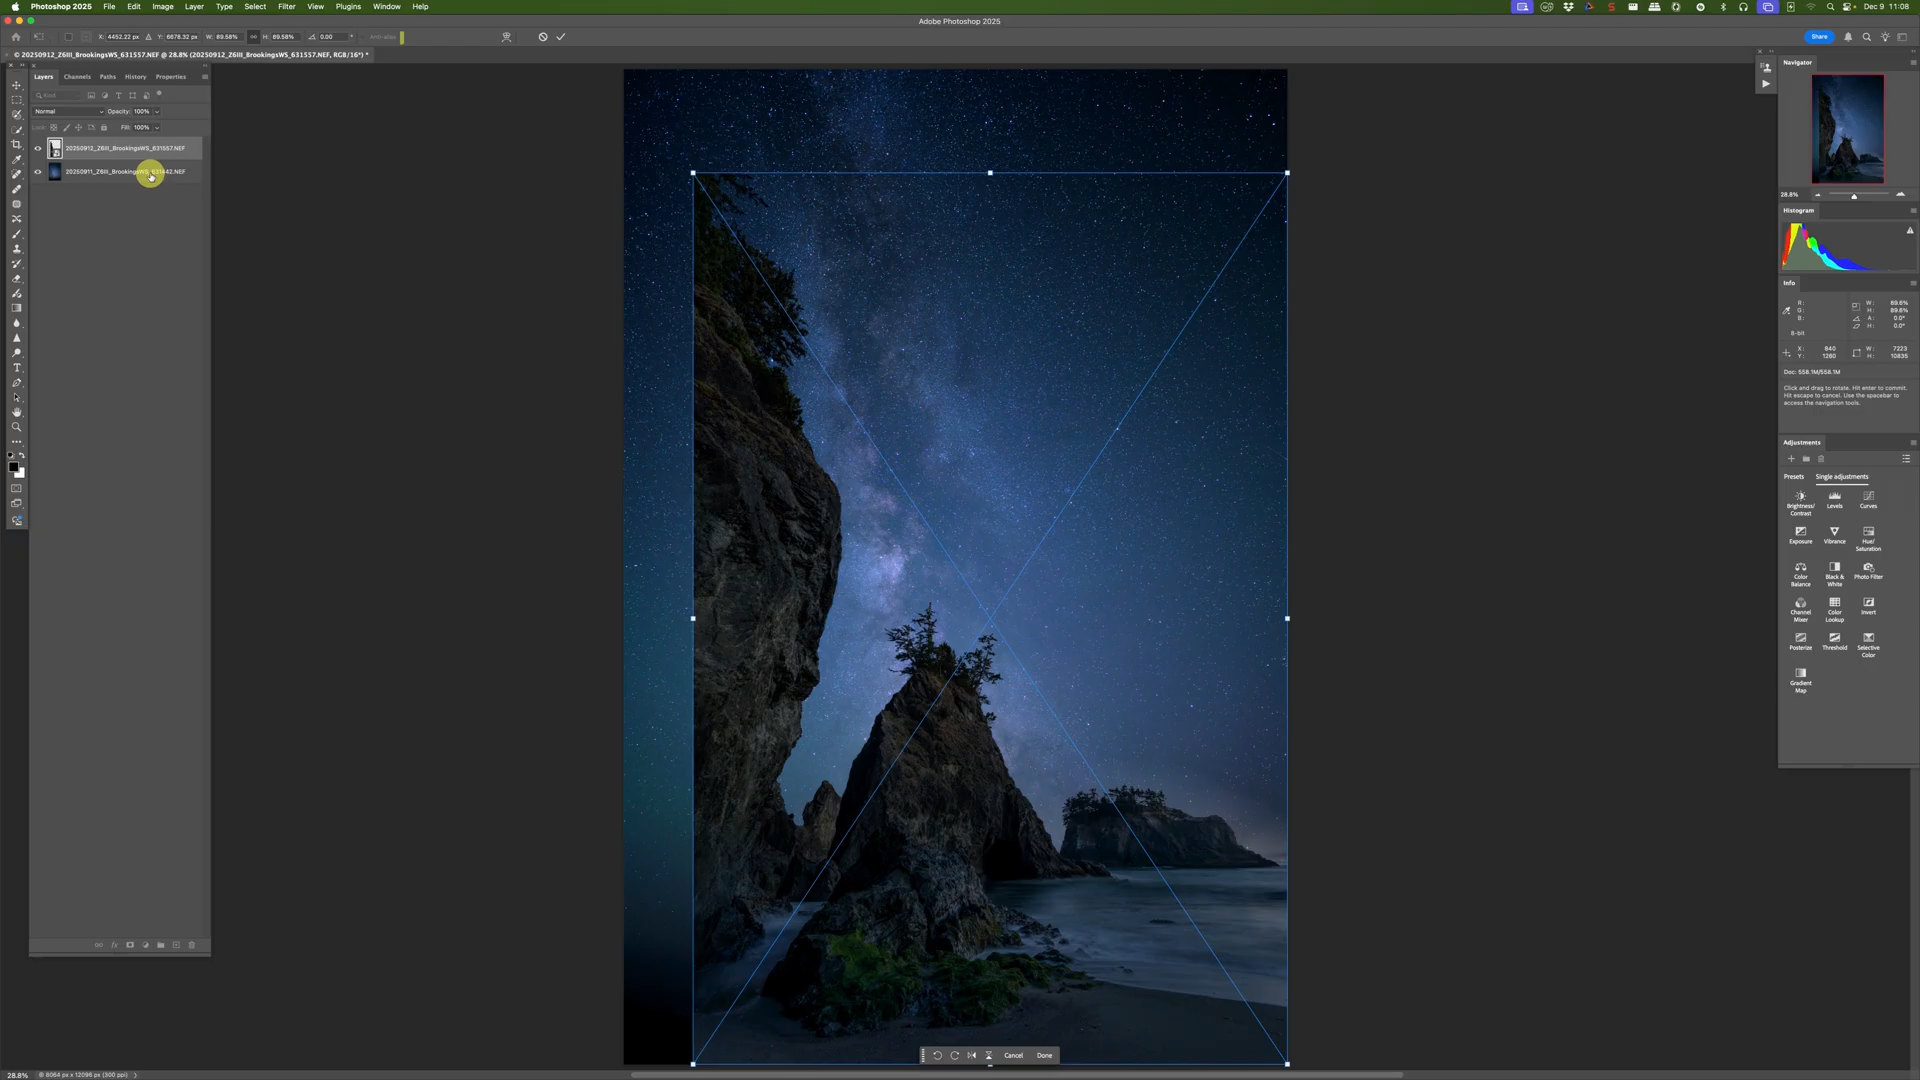 Photoshop 2025 File Edit Image Layer Type Select Filter View Plugins Window Help Dec 9 11:08
Adobe Photoshop 2025
X: 4452.22 px Y: 6678.32 px W: 89.58% H: 89.58% 0.00 ° Anti-alias Share
© 20250912_Z6III_BrookingsWS_631557.NEF @ 28.8% (20250912_Z6III_BrookingsWS_631557.NEF, RGB/16*) *
Layers Channels Paths History Properties
Kind
Normal Opacity: 100%
Lock: Fill: 100%
20250912_Z6III_BrookingsWS_631557.NEF
20250911_Z6III_BrookingsWS_631442.NEF
Navigator
28.8%
Histogram
Info
R: W: 89.6%
G: H: 89.6%
B: A: 0.0°
H: 0.0°
8-bit
X: 840 W: 7223
Y: 1280 H: 10835
Doc: 558.1M/558.1M
Click and drag to rotate. Hit enter to commit.
Hit escape to cancel. Use the spacebar to
access the navigation tools.
Adjustments
Presets Single adjustments
Brightness/
Contrast
Levels
Curves
Exposure
Vibrance
Hue/
Saturation
Color
Balance
Black &
White
Photo Filter
Channel
Mixer
Color
Lookup
Invert
Posterize
Threshold
Selective
Color
Gradient
Map
Cancel Done
28.8% 8064 px x 12096 px (300 ppi)